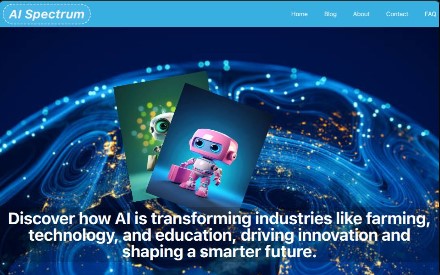 AI Spectrum
Home Blog About Contact FAQ
Discover how AI is transforming industries like farming,
technology, and education, driving innovation and
shaping a smarter future.